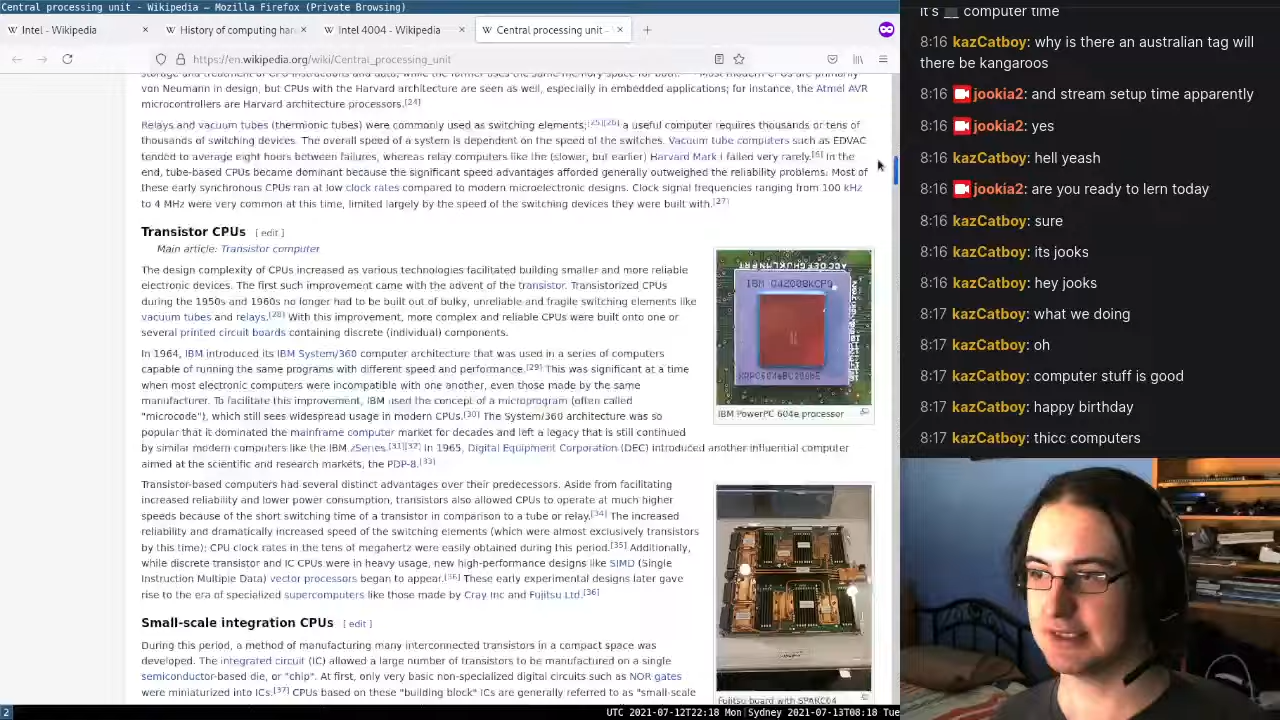 Central processing unit - Wikipedia — Mozilla Firefox (Private Browsing)
Intel - Wikipedia
History of computing har
Intel 4004 - Wikipedia
Central processing unit -
https://en.wikipedia.org/wiki/Central_processing_unit
von Neumann in design, but CPUs with the Harvard architecture are seen as well, especially in embedded applications; for instance, the Atmel AVR
microcontrollers are Harvard architecture processors.[24]
Relays and vacuum tubes (thermionic tubes) were commonly used as switching elements;[25][26] a useful computer requires thousands or tens of
thousands of switching devices. The overall speed of a system is dependent on the speed of the switches. Vacuum-tube computers such as EDVAC
tended to average eight hours between failures, whereas relay computers like the (slower, but earlier) Harvard Mark I failed very rarely.[6] In the
end, tube-based CPUs became dominant because the significant speed advantages afforded generally outweighed the reliability problems. Most of
these early synchronous CPUs ran at low clock rates compared to modern microelectronic designs. Clock signal frequencies ranging from 100 kHz
to 4 MHz were very common at this time, limited largely by the speed of the switching devices they were built with.[27]
Transistor CPUs [ edit ]
Main article: Transistor computer
The design complexity of CPUs increased as various technologies facilitated building smaller and more reliable
electronic devices. The first such improvement came with the advent of the transistor. Transistorized CPUs
during the 1950s and 1960s no longer had to be built out of bulky, unreliable and fragile switching elements like
vacuum tubes and relays.[28] With this improvement, more complex and reliable CPUs were built onto one or
several printed circuit boards containing discrete (individual) components.
In 1964, IBM introduced its IBM System/360 computer architecture that was used in a series of computers
capable of running the same programs with different speed and performance.[29] This was significant at a time
when most electronic computers were incompatible with one another, even those made by the same
manufacturer. To facilitate this improvement, IBM used the concept of a microprogram (often called
"microcode"), which still sees widespread usage in modern CPUs.[30] The System/360 architecture was so
popular that it dominated the mainframe computer market for decades and left a legacy that is still continued
by similar modern computers like the IBM zSeries.[31][32] In 1965, Digital Equipment Corporation (DEC) introduced another influential computer
aimed at the scientific and research markets, the PDP-8.[33]
IBM PowerPC 604e processor
Transistor-based computers had several distinct advantages over their predecessors. Aside from facilitating
increased reliability and lower power consumption, transistors also allowed CPUs to operate at much higher
speeds because of the short switching time of a transistor in comparison to a tube or relay.[34] The increased
reliability and dramatically increased speed of the switching elements (which were almost exclusively transistors
by this time); CPU clock rates in the tens of megahertz were easily obtained during this period.[35] Additionally,
while discrete transistor and IC CPUs were in heavy usage, new high-performance designs like SIMD (Single
Instruction Multiple Data) vector processors began to appear.[36] These early experimental designs later gave
rise to the era of specialized supercomputers like those made by Cray Inc and Fujitsu Ltd.[36]
Small-scale integration CPUs [ edit ]
During this period, a method of manufacturing many interconnected transistors in a compact space was
developed. The integrated circuit (IC) allowed a large number of transistors to be manufactured on a single
semiconductor-based die, or "chip". At first, only very basic non-specialized digital circuits such as NOR gates
were miniaturized into ICs.[37] CPUs based on these "building block" ICs are generally referred to as "small-scale
Fujitsu board with SPARC64
it's __ computer time
8:16 kazCatboy: why is there an australian tag will
there be kangaroos
8:16 jookia2: and stream setup time apparently
8:16 jookia2: yes
8:16 kazCatboy: hell yeash
8:16 jookia2: are you ready to lern today
8:16 kazCatboy: sure
8:16 kazCatboy: its jooks
8:16 kazCatboy: hey jooks
8:17 kazCatboy: what we doing
8:17 kazCatboy: oh
8:17 kazCatboy: computer stuff is good
8:17 kazCatboy: happy birthday
8:17 kazCatboy: thicc computers
2
UTC 2021-07-12T22:18 Mon|Sydney 2021-07-13T08:18 Tue